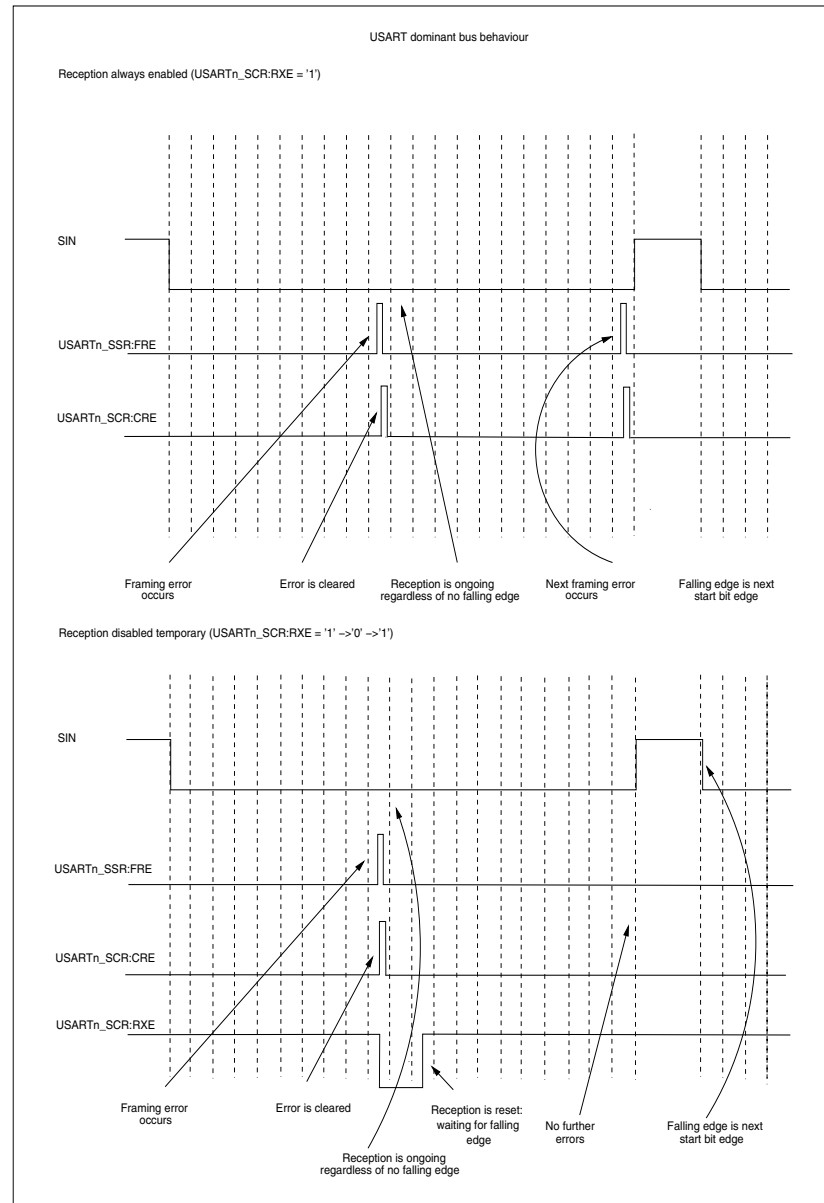 USART dominant bus behaviour
Reception always enabled (USARTn_SCR:RXE = '1')
SIN
USARTn_SSR:FRE
USARTn_SCR:CRE
Framing error
occurs
Error is cleared
Reception is ongoing
regardless of no falling edge
Next framing error
occurs
Falling edge is next
start bit edge
Reception disabled temporary (USARTn_SCR:RXE = '1' −>'0' −>'1')
SIN
USARTn_SSR:FRE
USARTn_SCR:CRE
USARTn_SCR:RXE
Framing error
occurs
Error is cleared
Reception is ongoing
regardless of no falling edge
Reception is reset:
waiting for falling
edge
No further
errors
Falling edge is next
start bit edge